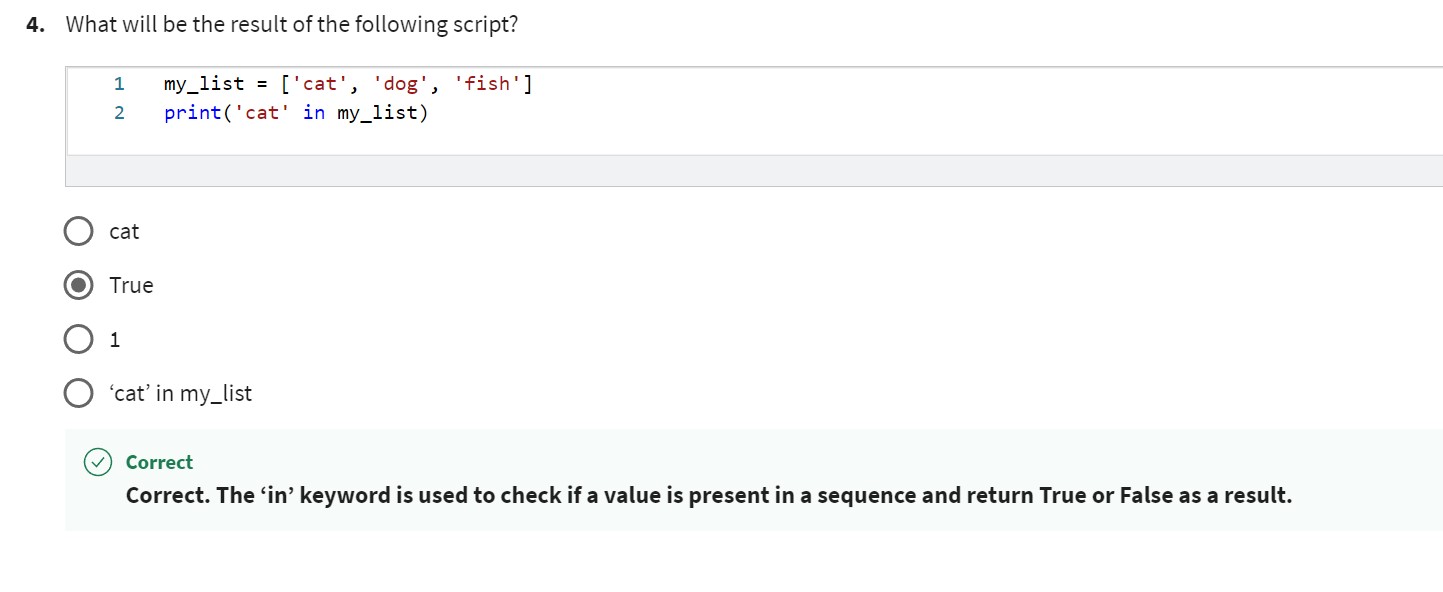 4. What will be the result of the following script?
1 my_list = ['cat', 'dog', 'fish']
2 print('cat' in my_list)
cat
True
1
‘cat’ in my_list
Correct
Correct. The ‘in’ keyword is used to check if a value is present in a sequence and return True or False as a result.